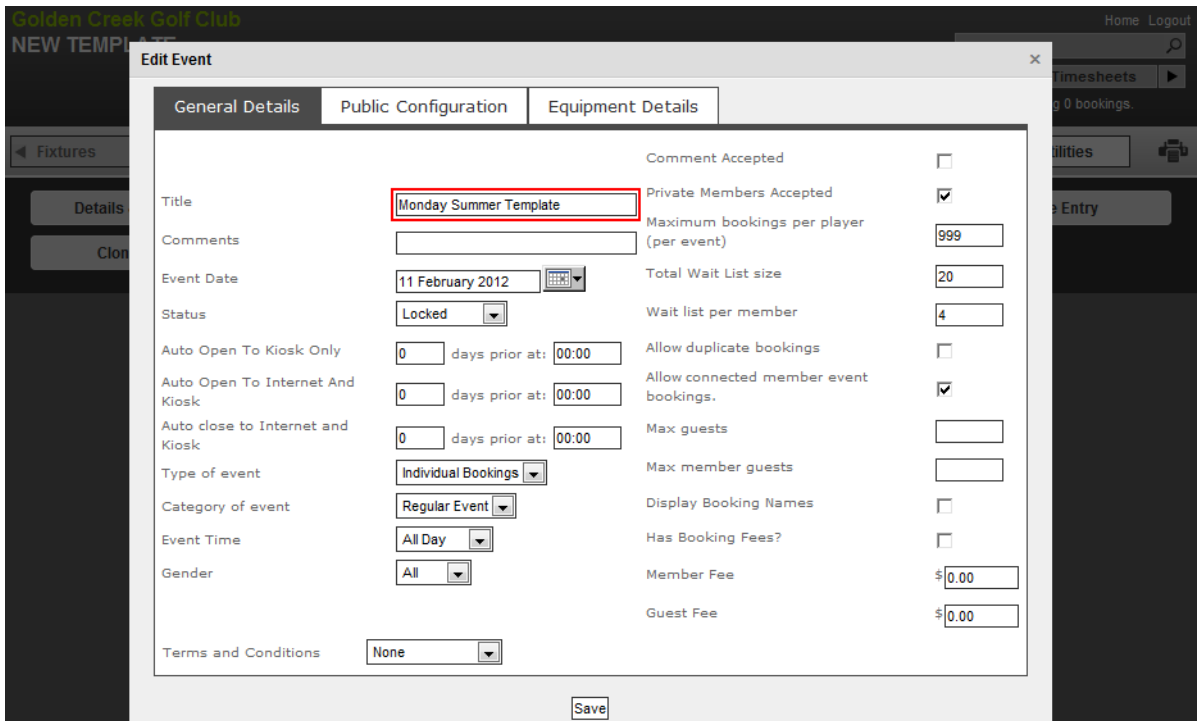 Golden Creek Golf Club
Home Logout
NEW TEMPLATE
Edit Event
×
Timesheets
General Details Public Configuration Equipment Details
g 0 bookings.
Fixtures
ilities
Comment Accepted
Details
Title Monday Summer Template
Private Members Accepted
e Entry
Maximum bookings per player
(per event) 999
Comments
Clon
Event Date 11 February 2012
Total Wait List size 20
Status Locked
Wait list per member 4
Auto Open To Kiosk Only 0 days prior at: 00:00
Allow duplicate bookings
Auto Open To Internet And
Kiosk 0 days prior at: 00:00
Allow connected member event
bookings.
Auto close to Internet and
Kiosk 0 days prior at: 00:00
Max guests
Type of event Individual Bookings
Max member guests
Category of event Regular Event
Display Booking Names
Event Time All Day
Has Booking Fees?
Gender All
Member Fee $0.00
Guest Fee $0.00
Terms and Conditions None
Save